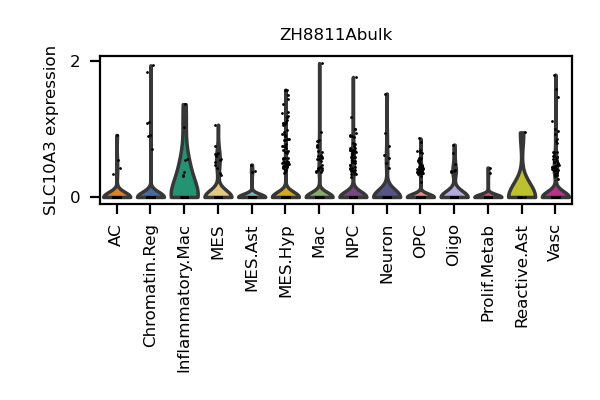 ZH8811Abulk
SLC10A3 expression
2
0
AC
Chromatin.Reg
Inflammatory.Mac
MES
MES.Ast
MES.Hyp
Mac
NPC
Neuron
OPC
Oligo
Prolif.Metab
Reactive.Ast
Vasc